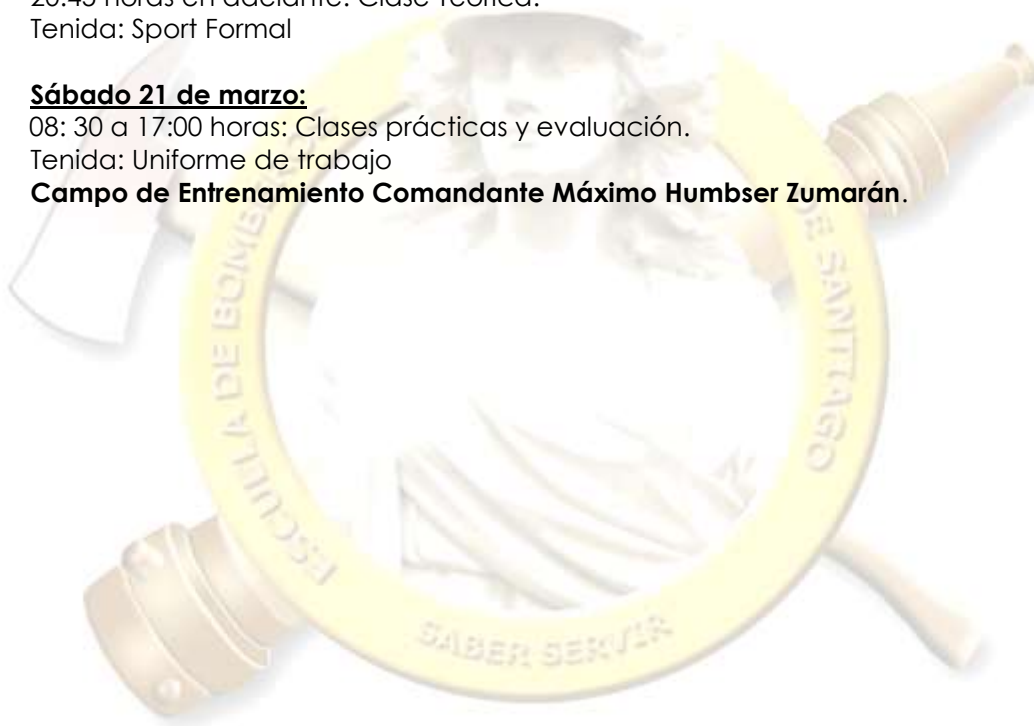 20:45 horas en adelante: Clase Teórica.
Tenida: Sport Formal
Sábado 21 de marzo:
08: 30 a 17:00 horas: Clases prácticas y evaluación.
Tenida: Uniforme de trabajo
Campo de Entrenamiento Comandante Máximo Humbser Zumarán.
ESCUELA DE BOMBEROS DE SANTIAGO
SABER SERVIR